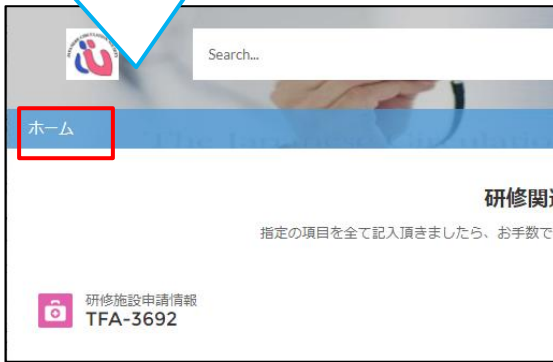 Search...
ホーム
研修関
指定の項目を全て記入頂きましたら、お手数で
研修施設申請情報
TFA-3692